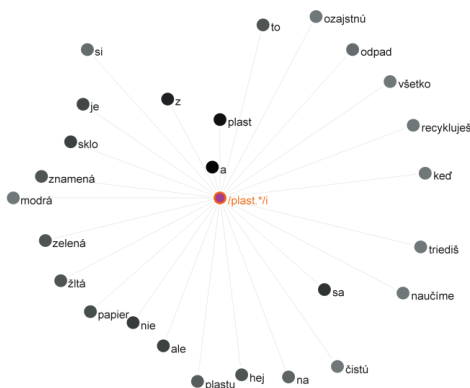 to
ozajstnú
si
odpad
všetko
z
je
plast
recykluješ
sklo
a
keď
znamená
modrá
/plast.*/i
zelená
triediš
žltá
sa
naučíme
papier
nie
ale
čistú
plastu
hej
na